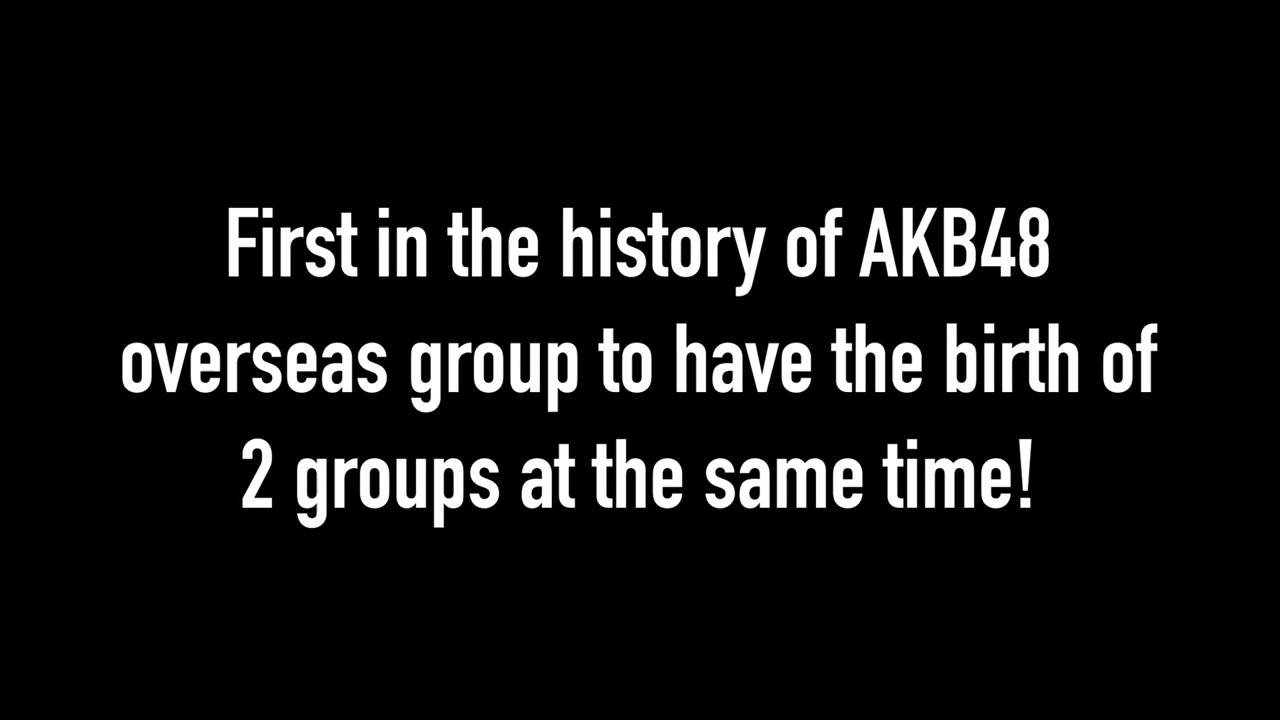 First in the history of AKB48
overseas group to have the birth of
2 groups at the same time!